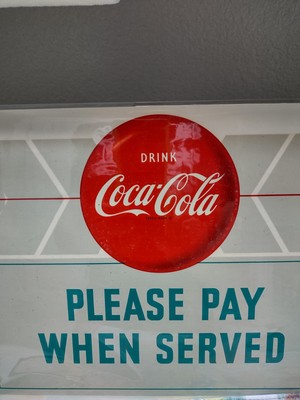 DRINK
Coca-Cola
PLEASE PAY
WHEN SERVED